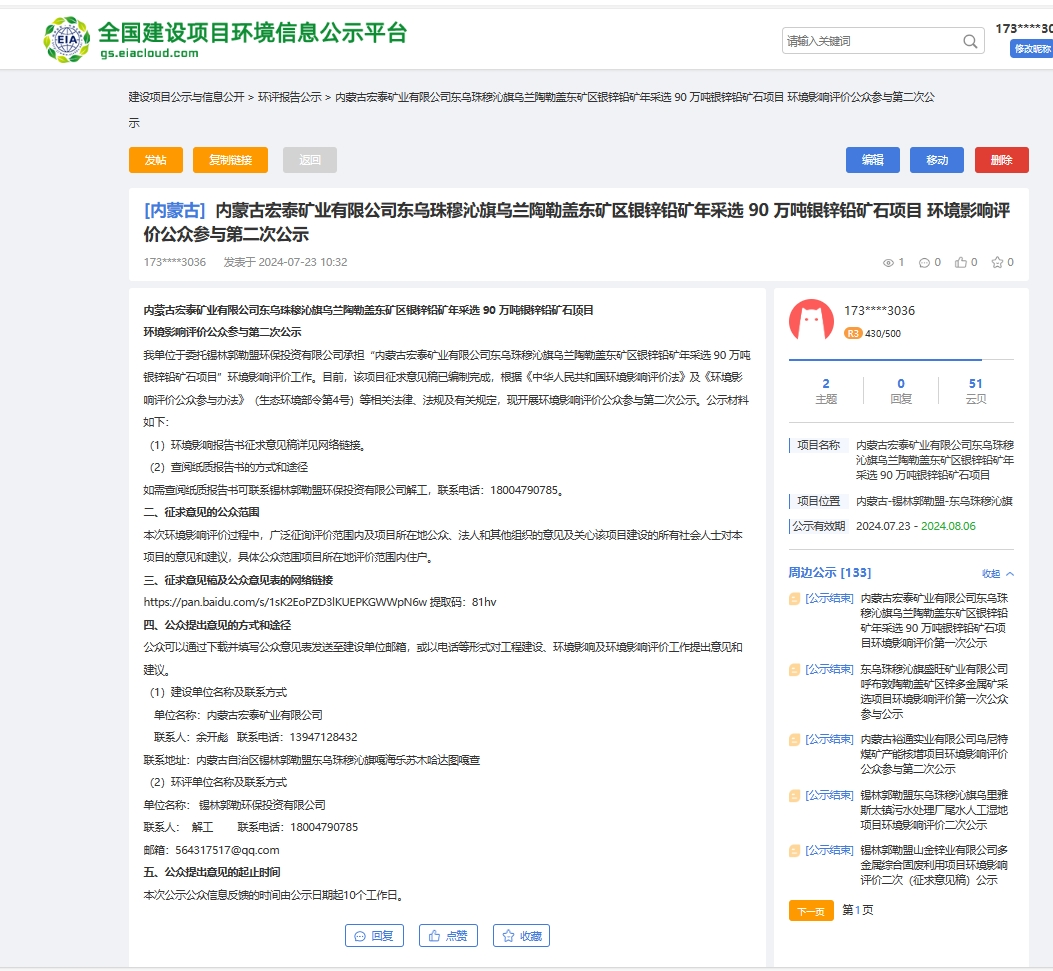 EIA
全国建设项目环境信息公示平台
gs.eiacloud.com
请输入关键词
173****30
修改昵称
建设项目公示与信息公开 > 环评报告公示 > 内蒙古宏泰矿业有限公司东乌珠穆沁旗乌兰陶勒盖东矿区银锌铅矿年采选 90 万吨银锌铅矿石项目 环境影响评价公众参与第二次公
示
发帖 复制链接 返回 编辑 移动 删除
[内蒙古] 内蒙古宏泰矿业有限公司东乌珠穆沁旗乌兰陶勒盖东矿区银锌铅矿年采选 90 万吨银锌铅矿石项目 环境影响评
价公众参与第二次公示
173****3036 发表于 2024-07-23 10:32 1 0 0 0
内蒙古宏泰矿业有限公司东乌珠穆沁旗乌兰陶勒盖东矿区银锌铅矿年采选 90 万吨银锌铅矿石项目
环境影响评价公众参与第二次公示
我单位于委托锡林郭勒盟环保投资有限公司承担“内蒙古宏泰矿业有限公司东乌珠穆沁旗乌兰陶勒盖东矿区银锌铅矿年采选 90 万吨
银锌铅矿石项目”环境影响评价工作。目前，该项目征求意见稿已编制完成，根据《中华人民共和国环境影响评价法》及《环境影
响评价公众参与办法》（生态环境部令第4号）等相关法律、法规及有关规定，现开展环境影响评价公众参与第二次公示。公示材料
如下：
（1）环境影响报告书征求意见稿详见网络链接。
（2）查阅纸质报告书的方式和途径
如需查阅纸质报告书可联系锡林郭勒盟环保投资有限公司解工，联系电话：18004790785。
二、征求意见的公众范围
本次环境影响评价过程中，广泛征询评价范围内及项目所在地公众、法人和其他组织的意见及关心该项目建设的所有社会人士对本
项目的意见和建议，具体公众范围项目所在地评价范围内住户。
三、征求意见稿及公众意见表的网络链接
https://pan.baidu.com/s/1sK2EoPZD3lKUEPKGWWpN6w 提取码：81hv
四、公众提出意见的方式和途径
公众可以通过下载并填写公众意见表发送至建设单位邮箱，或以电话等形式对工程建设、环境影响及环境影响评价工作提出意见和
建议。
（1）建设单位名称及联系方式
单位名称：内蒙古宏泰矿业有限公司
联系人：余开彪 联系电话：13947128432
联系地址：内蒙古自治区锡林郭勒盟东乌珠穆沁旗嘎海乐苏木哈达图嘎查
（2）环评单位名称及联系方式
单位名称： 锡林郭勒环保投资有限公司
联系人： 解工 联系电话：18004790785
邮箱：564317517@qq.com
五、公众提出意见的起止时间
本次公示公众信息反馈的时间由公示日期起10个工作日。
回复 点赞 收藏
173****3036
R3 430/500
2 0 51
主题 回复 云贝
项目名称 内蒙古宏泰矿业有限公司东乌珠穆
沁旗乌兰陶勒盖东矿区银锌铅矿年
采选 90 万吨银锌铅矿石项目
项目位置 内蒙古-锡林郭勒盟-东乌珠穆沁旗
公示有效期 2024.07.23 - 2024.08.06
周边公示 [133] 收起
[公示结束] 内蒙古宏泰矿业有限公司东乌珠
穆沁旗乌兰陶勒盖东矿区银锌铅
矿年采选 90 万吨银锌铅矿石项
目环境影响评价第一次公示
[公示结束] 东乌珠穆沁旗盛旺矿业有限公司
呼布敦陶勒盖矿区锌多金属矿采
选项目环境影响评价第一次公众
参与公示
[公示结束] 内蒙古裕通实业有限公司乌尼特
煤矿产能核增项目环境影响评价
公众参与第二次公示
[公示结束] 锡林郭勒盟东乌珠穆沁旗乌里雅
斯太镇污水处理厂尾水人工湿地
项目环境影响评价二次公示
[公示结束] 锡林郭勒盟山金锌业有限公司多
金属综合固废利用项目环境影响
评价二次（征求意见稿）公示
下一页 第1页